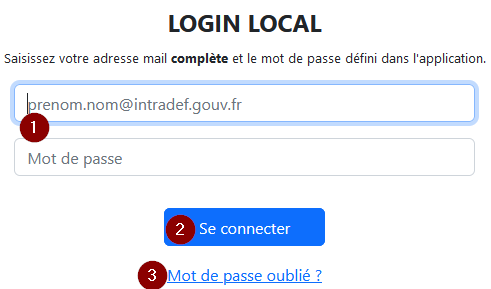 LOGIN LOCAL
Saisissez votre adresse mail complète et le mot de passe défini dans l'application.
prenom.nom@intradef.gouv.fr
1
Mot de passe
2 Se connecter
3 Mot de passe oublié ?